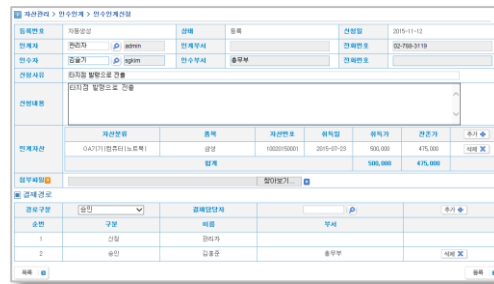 자산관리 > 인수인계 > 인수인계신청
등록번호 자동생성 상태 등록 신청일 2015-11-12
인계자 관리자 admin 인계부서 전화번호 02-788-3119
인수자 김슬기 sgkim 인수부서 총무부 전화번호
신청사유 타지점 발령으로 전출
신청내용 타지점 발령으로 전출
인계자산 자산분류 품목 자산번호 취득일 취득가 잔존가 추가
OA기기[컴퓨터[노트북] 금성 10020150001 2015-07-23 500,000 475,000 삭제
합계 500,000 475,000
첨부파일 찾아보기...
결재경로
경로구분 승인 결재담당자 추가
순번 구분 이름 부서
1 신청 관리자
2 승인 김홍준 총무부 삭제
목록 등록